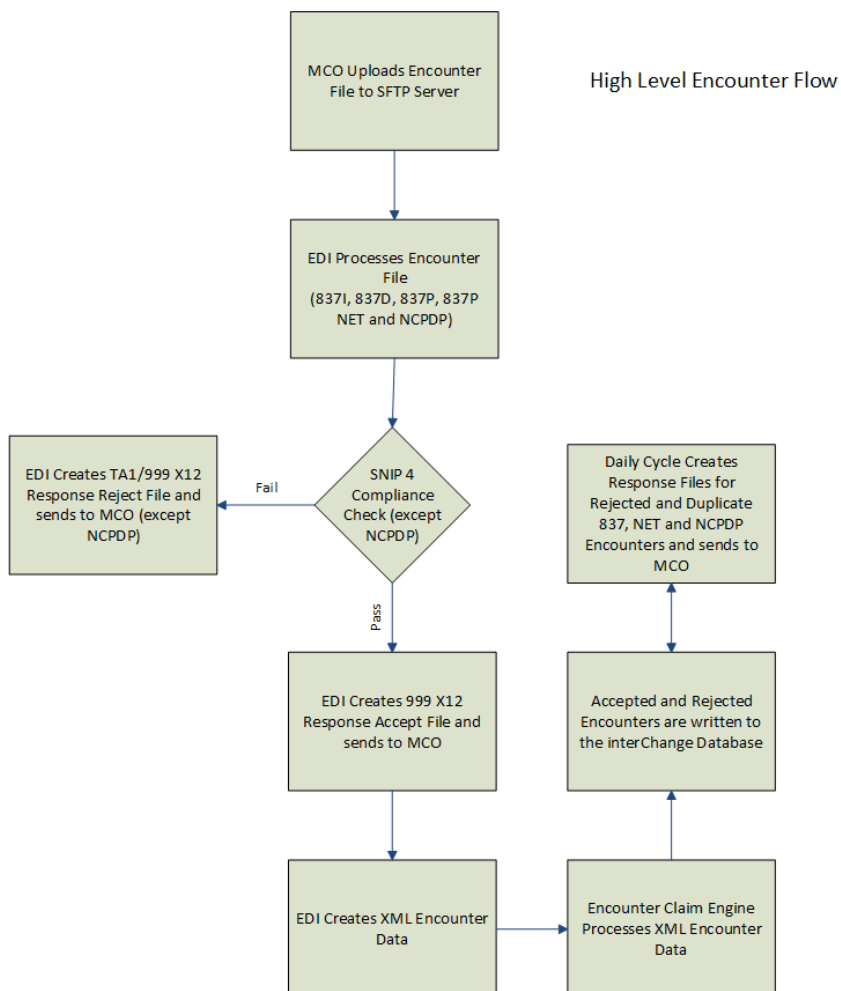 High Level Encounter Flow
MCO Uploads Encounter
File to SFTP Server
EDI Processes Encounter
File
(837I, 837D, 837P, 837P
NET and NCPDP)
SNIP 4
Compliance
Check (except
NCPDP)
Fail
EDI Creates TA1/999 X12
Response Reject File and
sends to MCO (except
NCPDP)
Pass
EDI Creates 999 X12
Response Accept File and
sends to MCO
EDI Creates XML Encounter
Data
Encounter Claim Engine
Processes XML Encounter
Data
Accepted and Rejected
Encounters are written to
the interChange Database
Daily Cycle Creates
Response Files for
Rejected and Duplicate
837, NET and NCPDP
Encounters and sends to
MCO